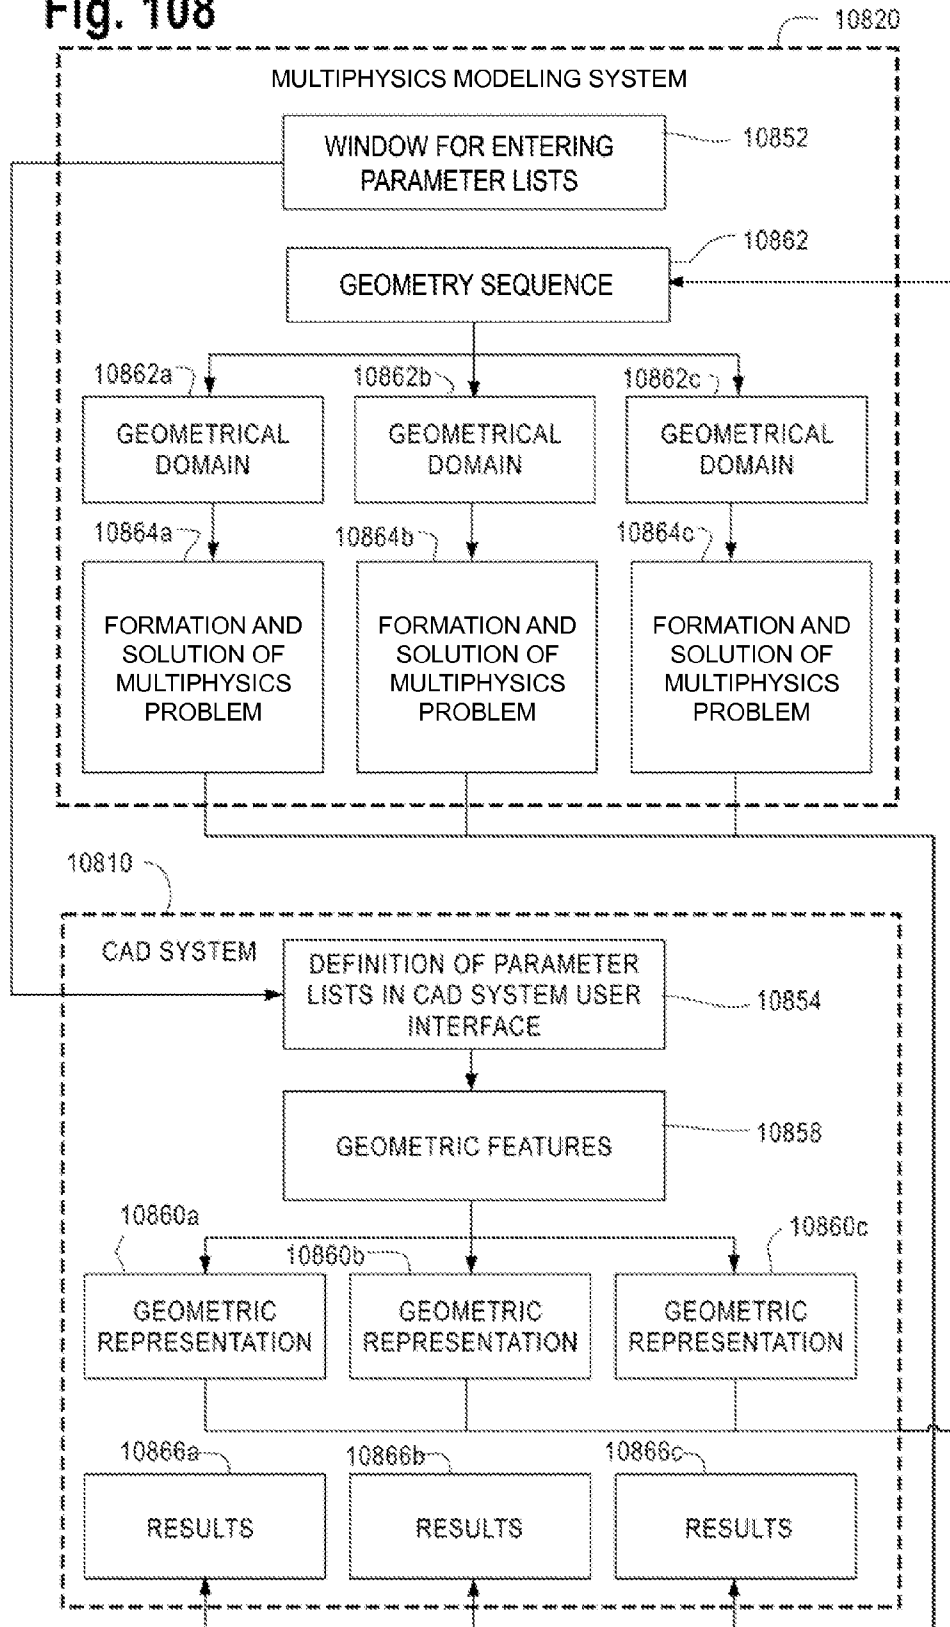 Fig. 108
10820
MULTIPHYSICS MODELING SYSTEM
WINDOW FOR ENTERING
PARAMETER LISTS
10852
GEOMETRY SEQUENCE
10862
10862a
10862b
10862c
GEOMETRICAL
DOMAIN
GEOMETRICAL
DOMAIN
GEOMETRICAL
DOMAIN
10864a
10864b
10864c
FORMATION AND
SOLUTION OF
MULTIPHYSICS
PROBLEM
FORMATION AND
SOLUTION OF
MULTIPHYSICS
PROBLEM
FORMATION AND
SOLUTION OF
MULTIPHYSICS
PROBLEM
10810
CAD SYSTEM
DEFINITION OF PARAMETER
LISTS IN CAD SYSTEM USER
INTERFACE
10854
GEOMETRIC FEATURES
10858
10860a
10860b
10860c
GEOMETRIC
REPRESENTATION
GEOMETRIC
REPRESENTATION
GEOMETRIC
REPRESENTATION
10866a
10866b
10866c
RESULTS
RESULTS
RESULTS